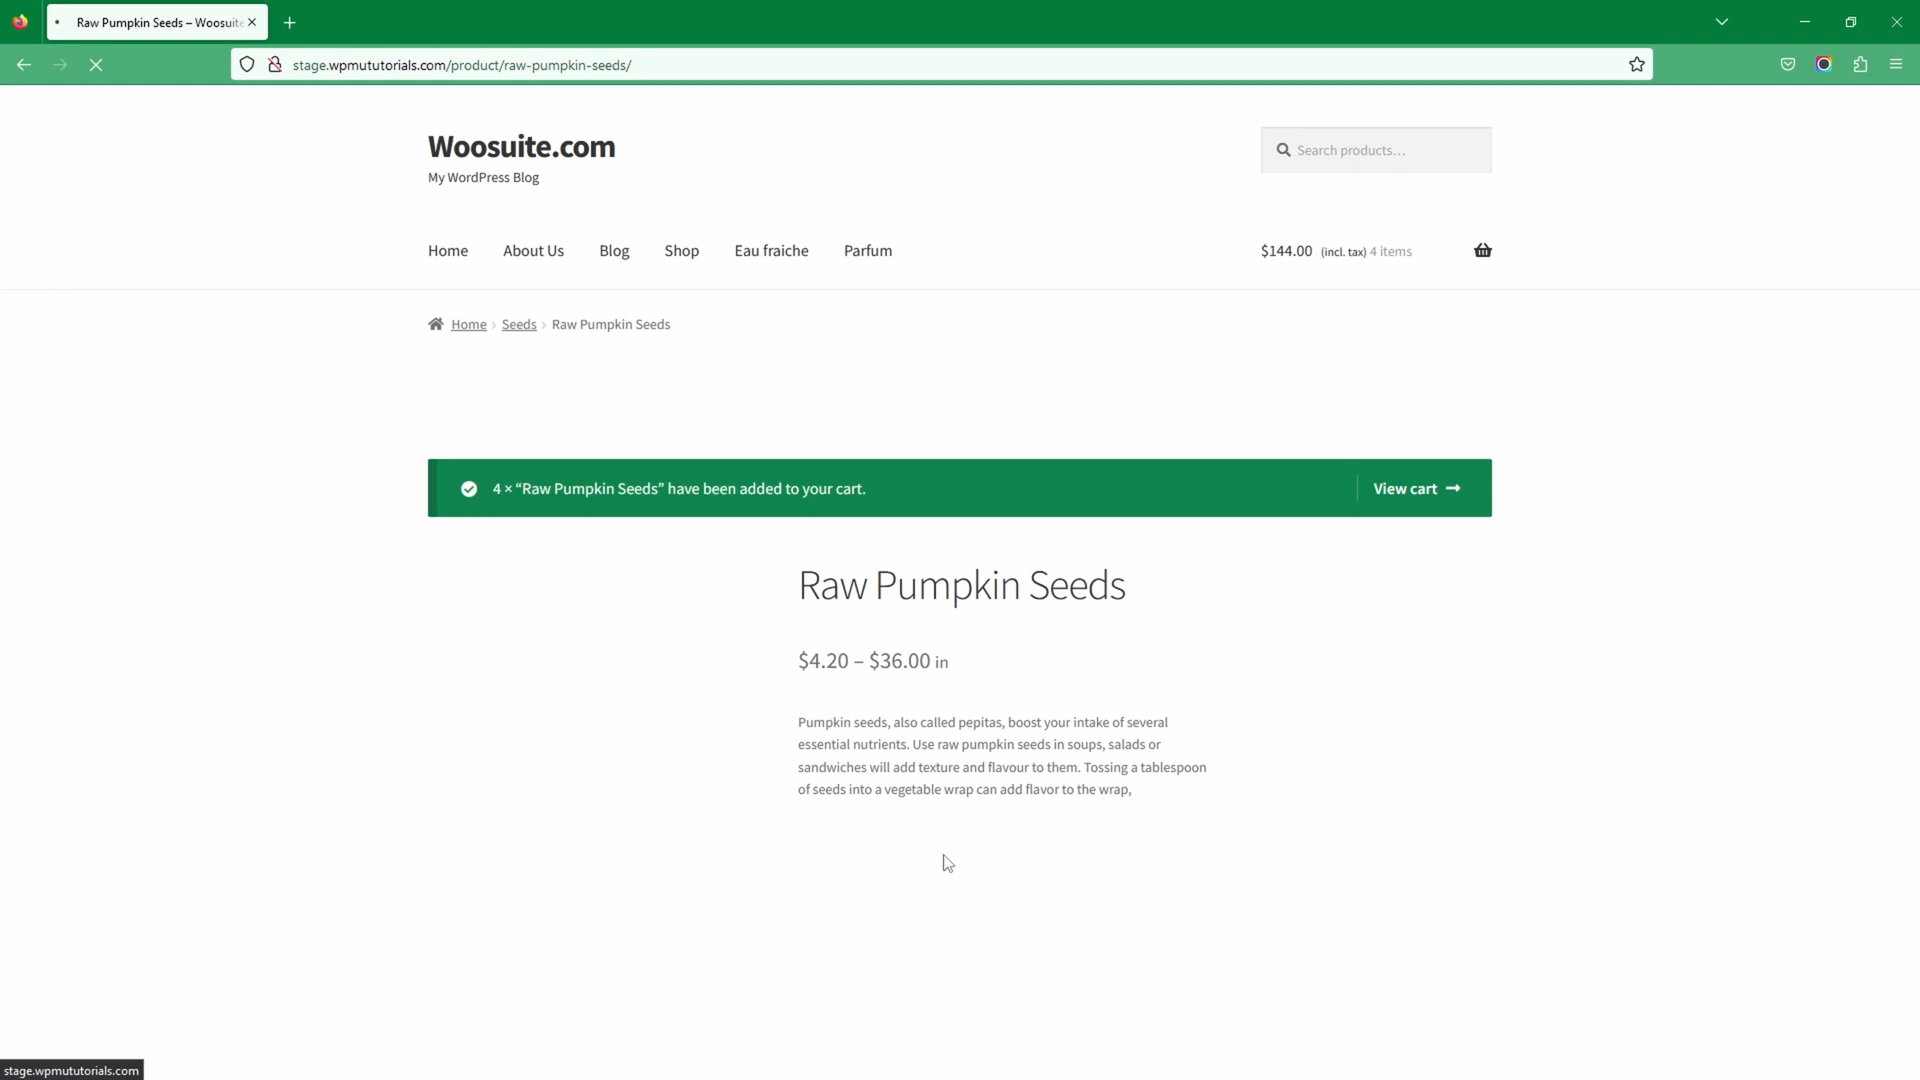 Raw Pumpkin Seeds – Woosuite
stage.wpmututorials.com/product/raw-pumpkin-seeds/
Woosuite.com
My WordPress Blog
Search products…
Home About Us Blog Shop Eau fraiche Parfum
$144.00 (incl. tax) 4 items
Home › Seeds › Raw Pumpkin Seeds
4 × “Raw Pumpkin Seeds” have been added to your cart.
View cart →
Raw Pumpkin Seeds
$4.20 – $36.00 in
Pumpkin seeds, also called pepitas, boost your intake of several
essential nutrients. Use raw pumpkin seeds in soups, salads or
sandwiches will add texture and flavour to them. Tossing a tablespoon
of seeds into a vegetable wrap can add flavor to the wrap,
stage.wpmututorials.com